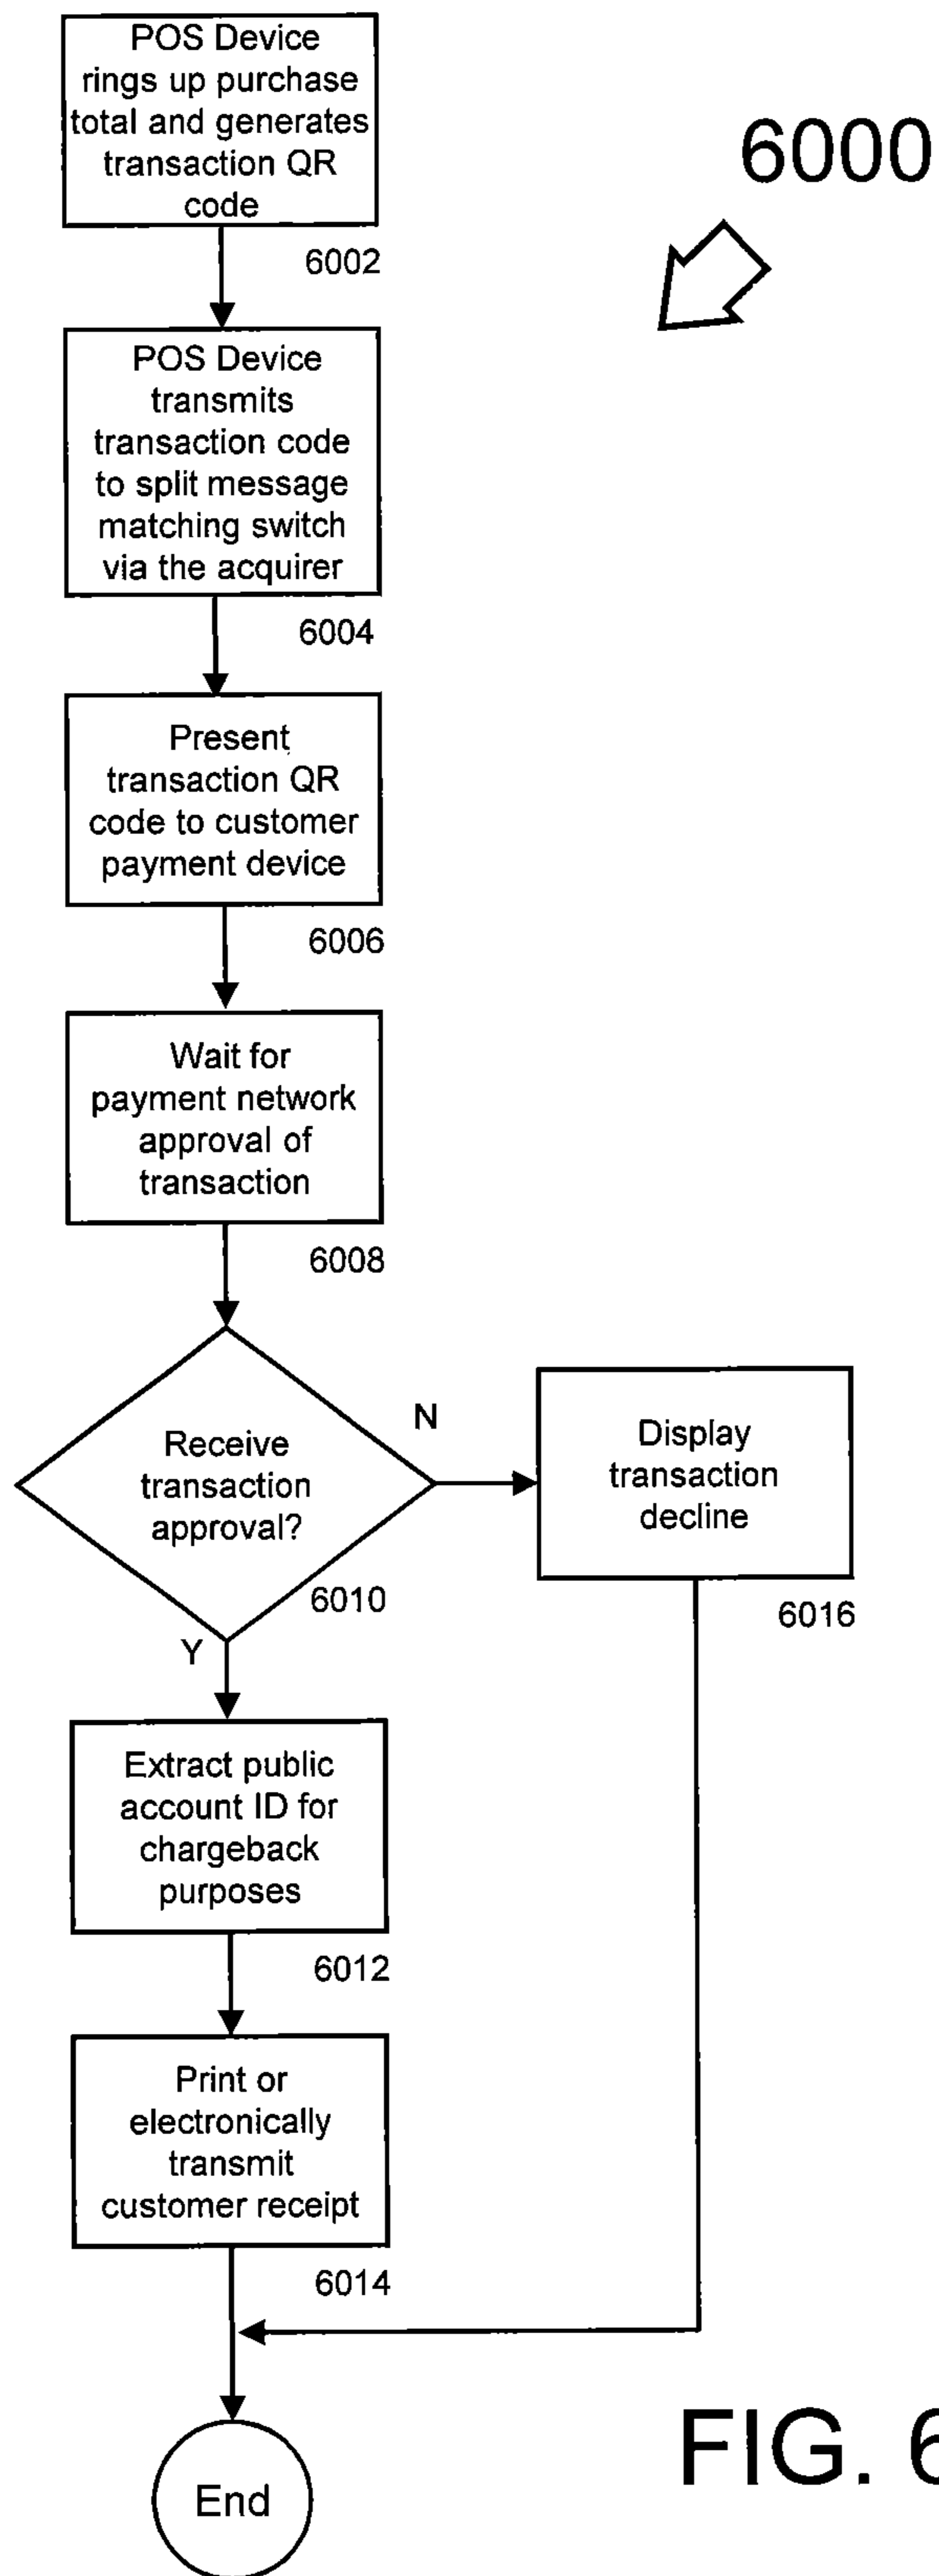 POS Device
rings up purchase
total and generates
transaction QR
code
6000
6002
POS Device
transmits
transaction code
to split message
matching switch
via the acquirer
6004
Present
transaction QR
code to customer
payment device
6006
Wait for
payment network
approval of
transaction
6008
Receive
transaction
approval?
N
Display
transaction
decline
6010
6016
Y
Extract public
account ID for
chargeback
purposes
6012
Print or
electronically
transmit
customer receipt
6014
FIG. 6
End